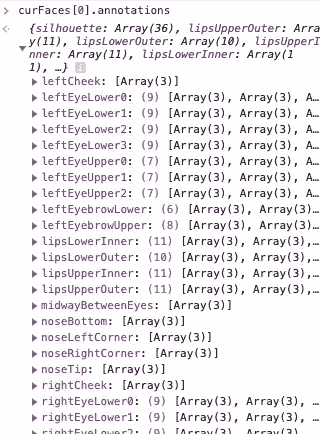 > curFaces[0].annotations
<· {silhouette: Array(36), lipsUpperOuter: Ar
ray(11), lipsLowerOuter: Array(10), lipsUpperI
▼ nner: Array(11), lipsLowerInner: Array(1
1), …} i
▶ leftCheek: [Array(3)]
▶ leftEyeLower0: (9) [Array(3), Array(3), A…
▶ leftEyeLower1: (9) [Array(3), Array(3), A…
▶ leftEyeLower2: (9) [Array(3), Array(3), A…
▶ leftEyeLower3: (9) [Array(3), Array(3), A…
▶ leftEyeUpper0: (7) [Array(3), Array(3), A…
▶ leftEyeUpper1: (7) [Array(3), Array(3), A…
▶ leftEyeUpper2: (7) [Array(3), Array(3), A…
▶ leftEyebrowLower: (6) [Array(3), Array(3)…
▶ leftEyebrowUpper: (8) [Array(3), Array(3)…
▶ lipsLowerInner: (11) [Array(3), Array(3),…
▶ lipsLowerOuter: (10) [Array(3), Array(3),…
▶ lipsUpperInner: (11) [Array(3), Array(3),…
▶ lipsUpperOuter: (11) [Array(3), Array(3),…
▶ midwayBetweenEyes: [Array(3)]
▶ noseBottom: [Array(3)]
▶ noseLeftCorner: [Array(3)]
▶ noseRightCorner: [Array(3)]
▶ noseTip: [Array(3)]
▶ rightCheek: [Array(3)]
▶ rightEyeLower0: (9) [Array(3), Array(3), …
▶ rightEyeLower1: (9) [Array(3), Array(3), …
▶ rightEyeLower2: (9) [Array(3), Array(3), …